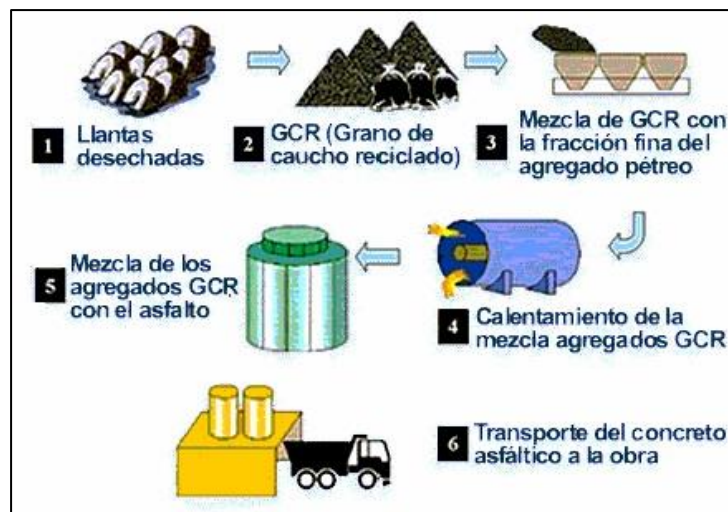 1 Llantas
desechadas
2 GCR (Grano de
caucho reciclado)
3 Mezcla de GCR con
la fracción fina del
agregado pétreo
4 Calentamiento de la
mezcla agregados GCR
5 Mezcla de los
agregados GCR
con el asfalto
6 Transporte del concreto
asfáltico a la obra